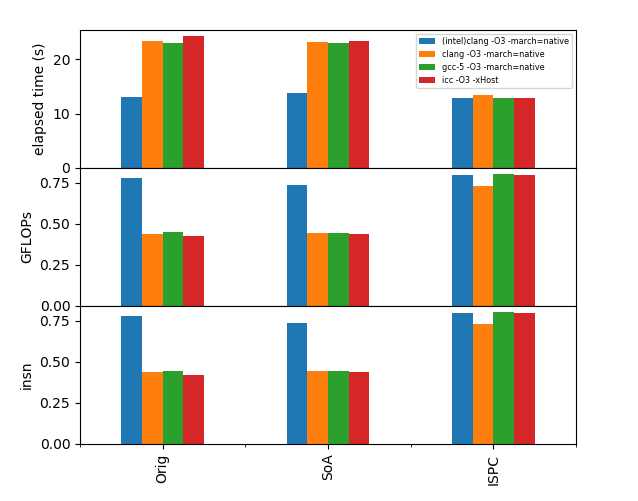 elapsed time (s)
20
10
0
(intel)clang -O3 -march=native
clang -O3 -march=native
gcc-5 -O3 -march=native
icc -O3 -xHost
GFLOPs
0.75
0.50
0.25
0.00
insn
0.75
0.50
0.25
0.00
Orig
SoA
ISPC